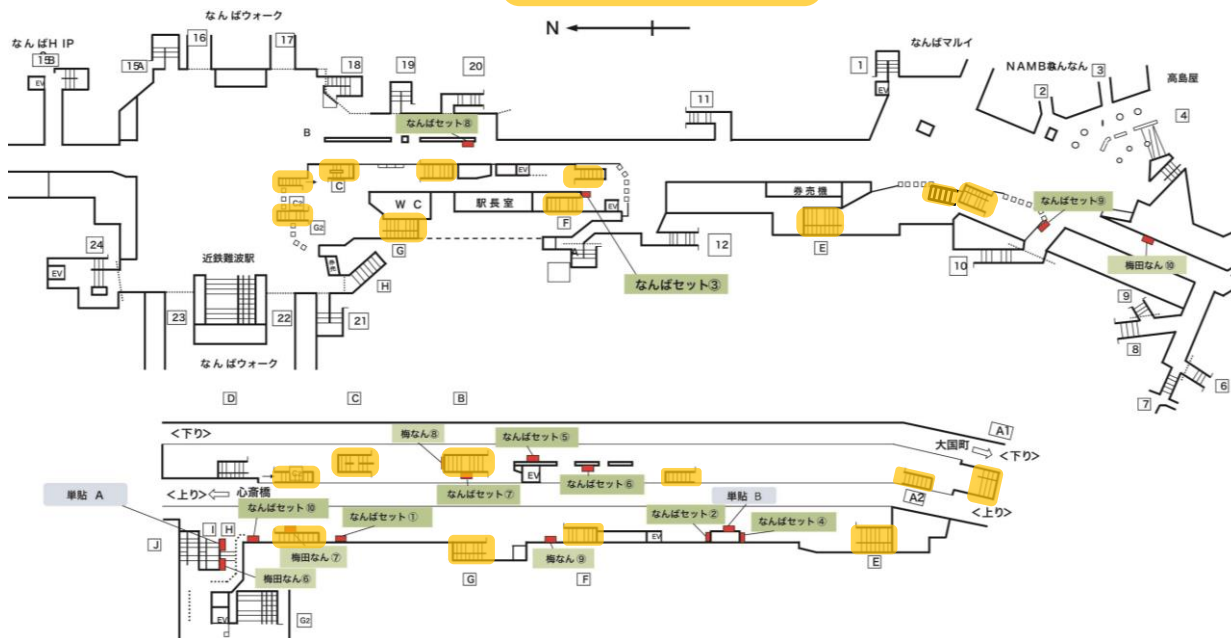 なんばウォーク
なんばHIP
15B
EV
15A
16
17
18
19
20
N
なんばマルイ
1
EV
NAMBAなんなん
2
3
高島屋
4
11
B
なんばセット⑧
C
EV
WC
駅長室
F
EV
券売機
なんばセット⑨
G2
G
E
24
EV
近鉄難波駅
H
12
なんばセット③
10
梅田なん⑩
23
22
21
なんばウォーク
9
8
7
6
D
C
B
A1
<下り>
梅なん⑧
なんばセット⑤
大国町
<下り>
EV
なんばセット⑦
なんばセット⑥
単貼 A
<上り>
心斎橋
単貼 B
A2
<上り>
なんばセット⑩
なんばセット①
なんばセット②
なんばセット④
J
I
H
梅田なん⑦
梅なん⑨
EV
E
梅田なん⑥
G
F
EV
G2